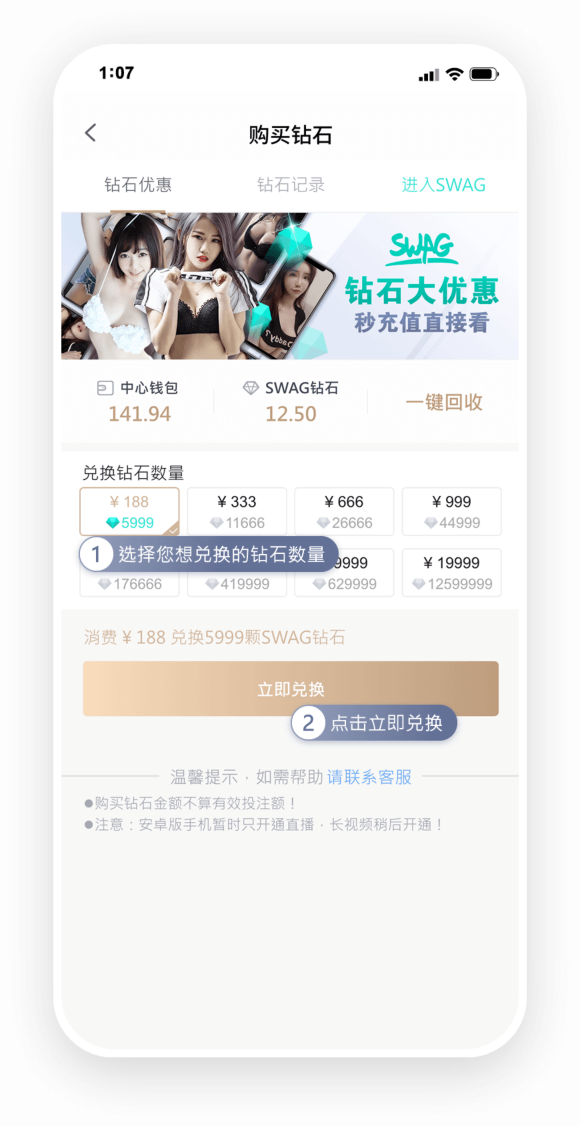 1:07
购买钻石
钻石优惠 钻石记录 进入SWAG
SWAG
钻石大优惠
秒充值直接看
中心钱包 SWAG钻石 一键回收
141.94 12.50
兑换钻石数量
¥ 188 ¥ 333 ¥ 666 ¥ 999
5999 11666 26666 44999
1 选择您想兑换的钻石数量 9999 ¥ 19999
176666 419999 629999 12599999
消费 ¥ 188 兑换5999颗SWAG钻石
立即兑换
2 点击立即兑换
温馨提示 · 如需帮助 请联系客服
●购买钻石金额不算有效投注额！
●注意：安卓版手机暂时只开通直播 · 长视频稍后开通！